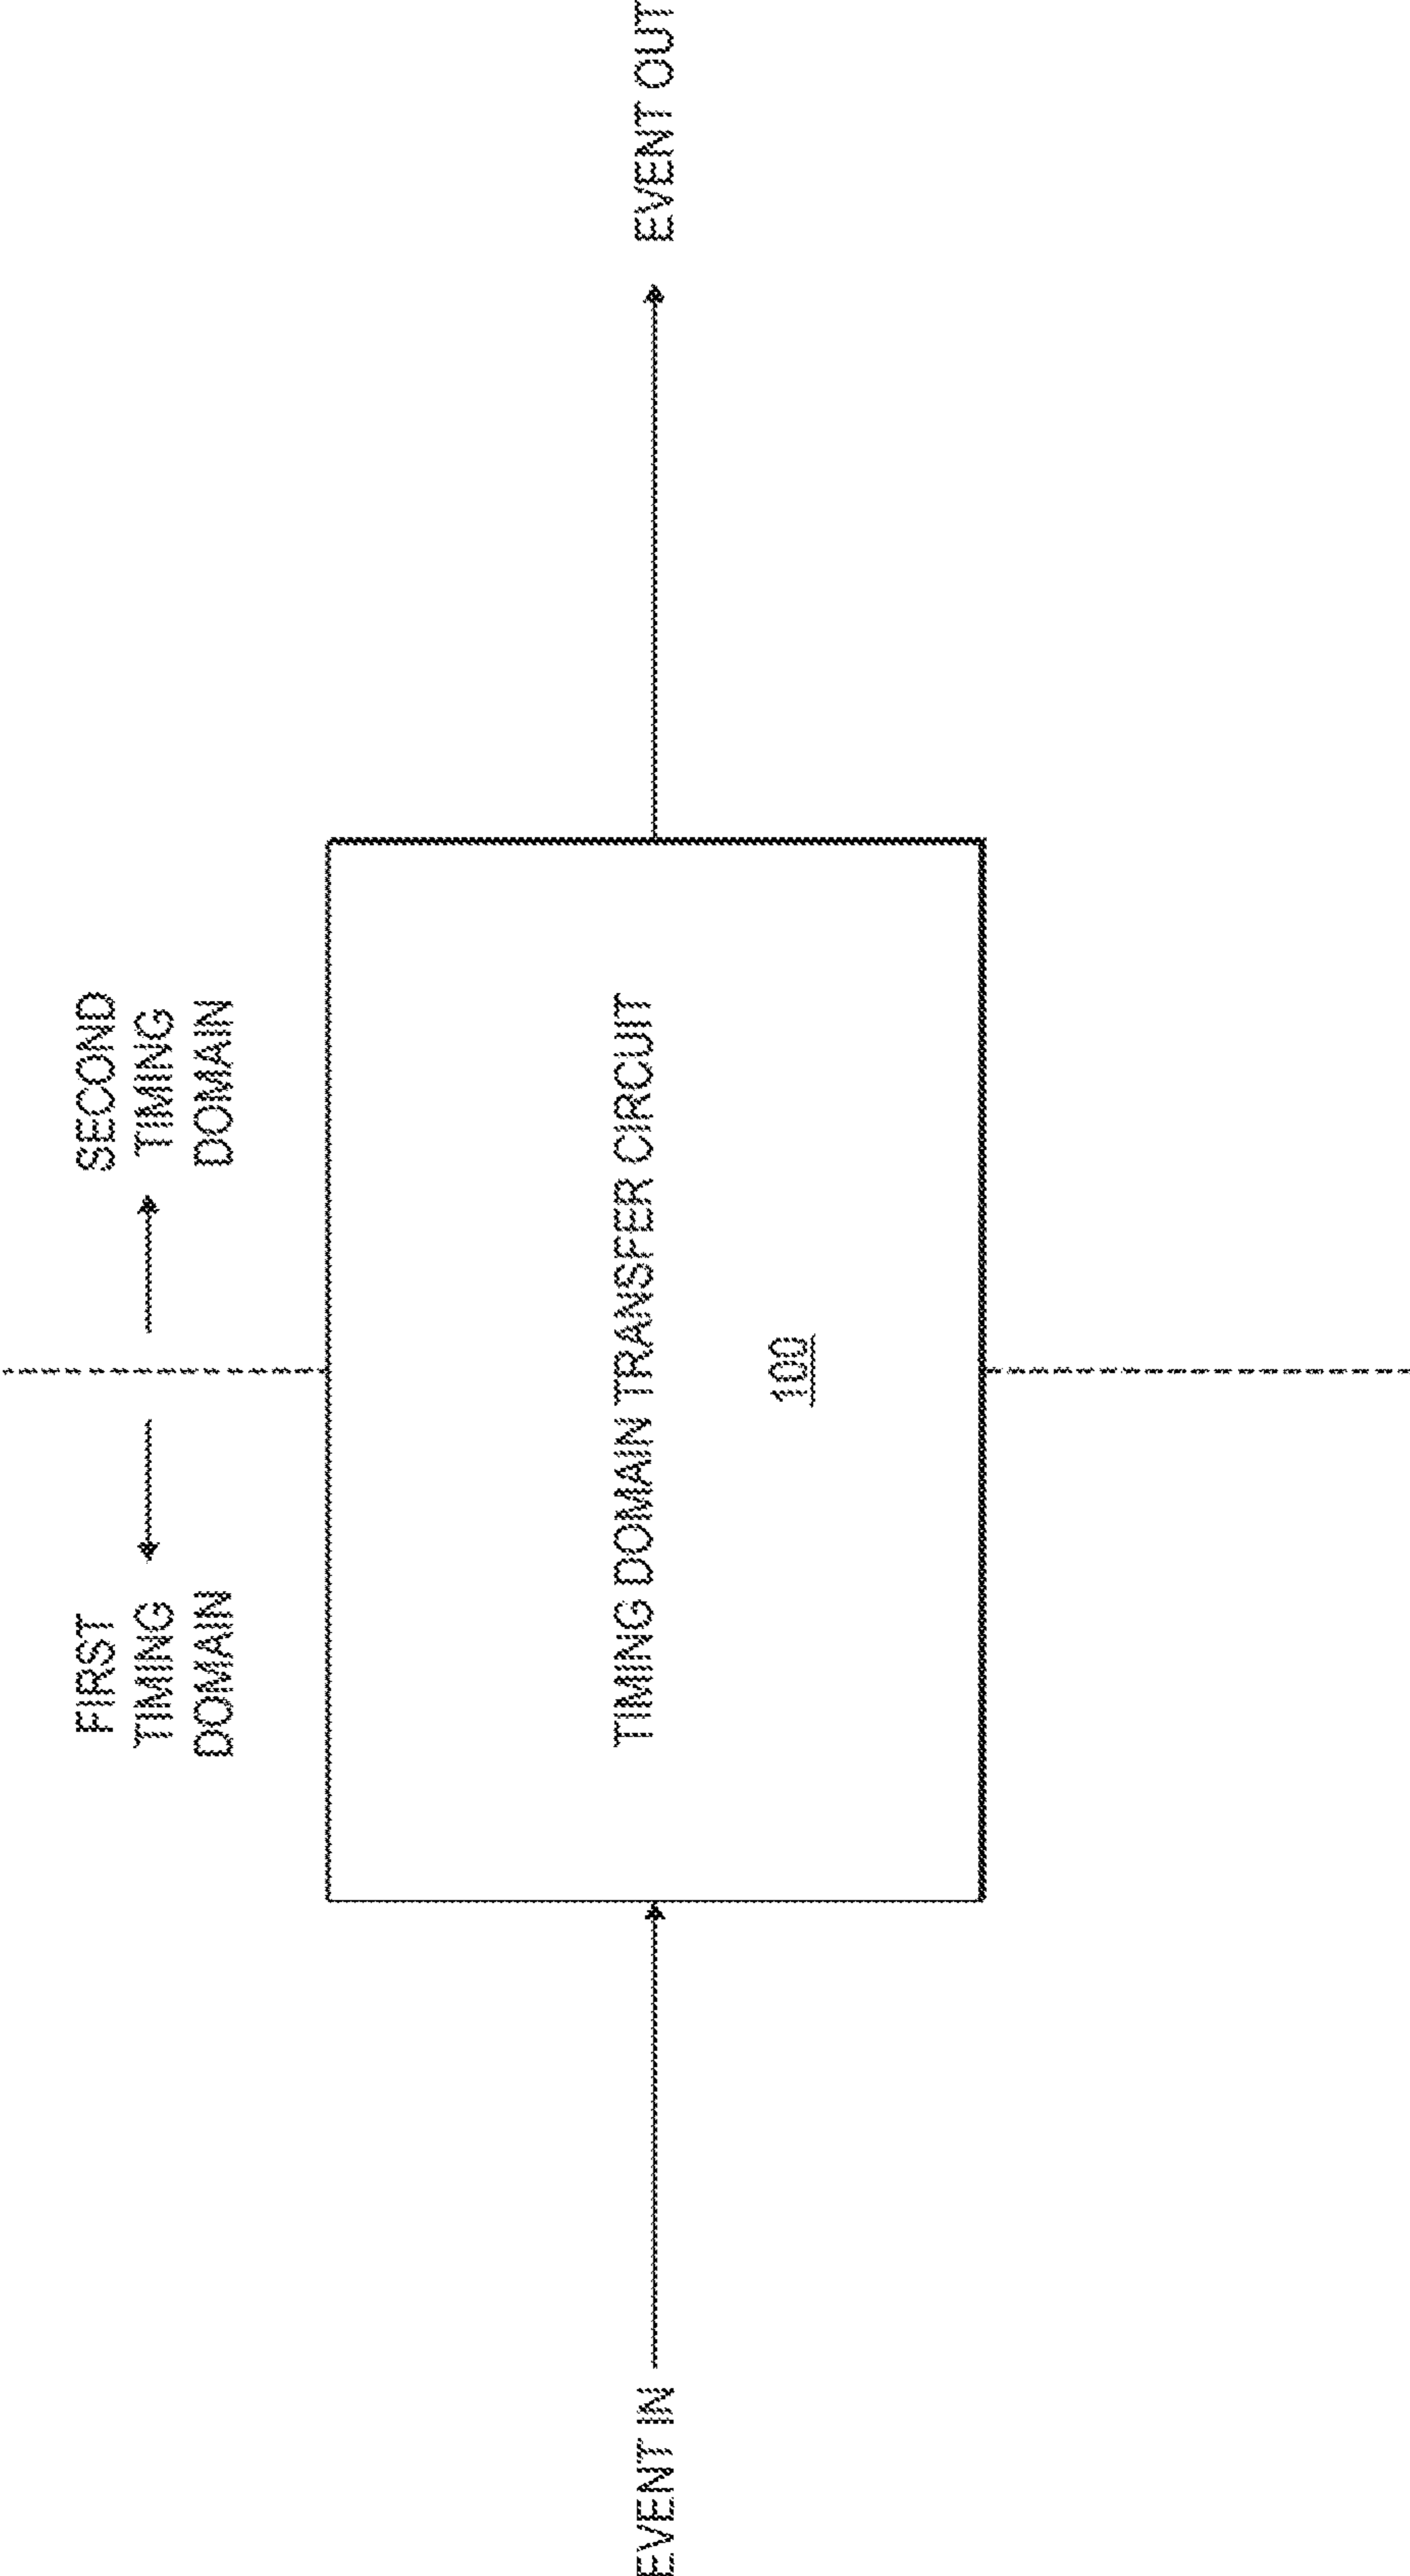 FIRST
TIMING
DOMAIN
SECOND
TIMING
DOMAIN
EVENT IN
TIMING DOMAIN TRANSFER CIRCUIT
100
EVENT OUT